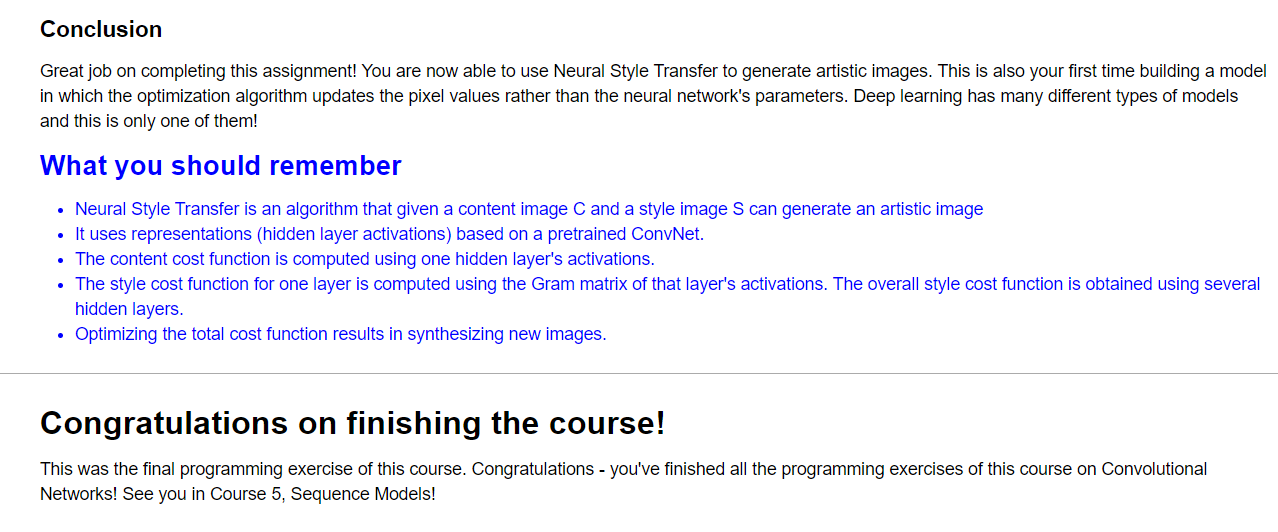 Conclusion
Great job on completing this assignment! You are now able to use Neural Style Transfer to generate artistic images. This is also your first time building a model
in which the optimization algorithm updates the pixel values rather than the neural network's parameters. Deep learning has many different types of models
and this is only one of them!
What you should remember
• Neural Style Transfer is an algorithm that given a content image C and a style image S can generate an artistic image
• It uses representations (hidden layer activations) based on a pretrained ConvNet.
• The content cost function is computed using one hidden layer's activations.
• The style cost function for one layer is computed using the Gram matrix of that layer's activations. The overall style cost function is obtained using several
hidden layers.
• Optimizing the total cost function results in synthesizing new images.
Congratulations on finishing the course!
This was the final programming exercise of this course. Congratulations - you've finished all the programming exercises of this course on Convolutional
Networks! See you in Course 5, Sequence Models!